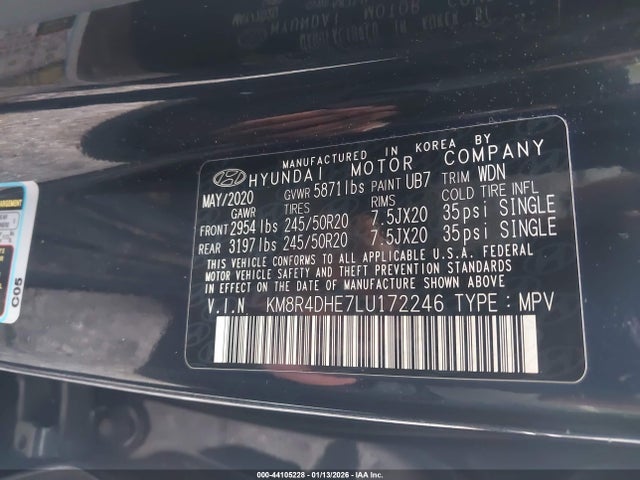 MANUFACTURED IN KOREA BY
HYUNDAI MOTOR COMPANY
MAY/2020 GVWR 5871lbs PAINT UB7 TRIM WDN
GAWR TIRES RIMS COLD TIRE INFL
FRONT 2954 lbs 245/50R20 7.5JX20 35psi SINGLE
REAR 3197lbs 245/50R20 7.5JX20 35psi SINGLE
THIS VEHICLE CONFORMS TO ALL APPLICABLE U.S.A. FEDERAL
MOTOR VEHICLE SAFETY AND THEFT PREVENTION STANDARDS
IN EFFECT ON THE DATE OF MANUFACTURE SHOWN ABOVE
V.I.N KM8R4DHE7LU172246 TYPE : MPV
C05
000-44105228 - 01/13/2026 - IAA Inc.